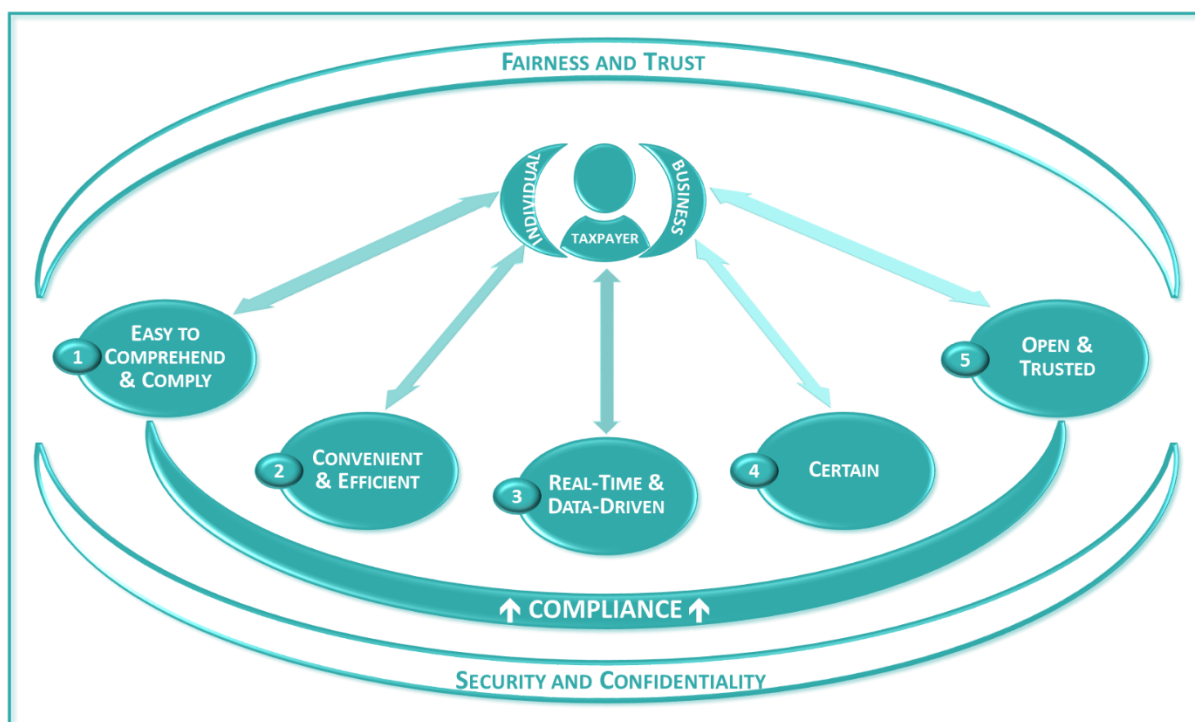 FAIRNESS AND TRUST
INDIVIDUAL
BUSINESS
TAXPAYER
1
EASY TO
COMPREHEND
& COMPLY
5
OPEN &
TRUSTED
2
CONVENIENT
& EFFICIENT
3
REAL-TIME &
DATA-DRIVEN
4
CERTAIN
↑ COMPLIANCE ↑
SECURITY AND CONFIDENTIALITY